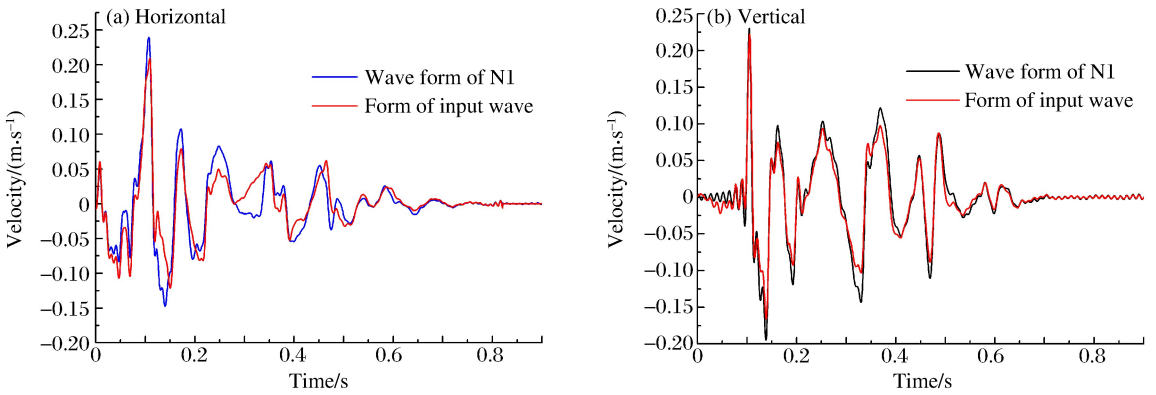 (a) Horizontal
0.25
0.20
0.15
0.10
0.05
0
−0.05
−0.10
−0.15
−0.20
Velocity/(m·s⁻¹)
Wave form of N1
Form of input wave
0 0.2 0.4 0.6 0.8
Time/s
(b) Vertical
0.25
0.20
0.15
0.10
0.05
0
−0.05
−0.10
−0.15
−0.20
Velocity/(m·s⁻¹)
Wave form of N1
Form of input wave
0 0.2 0.4 0.6 0.8
Time/s